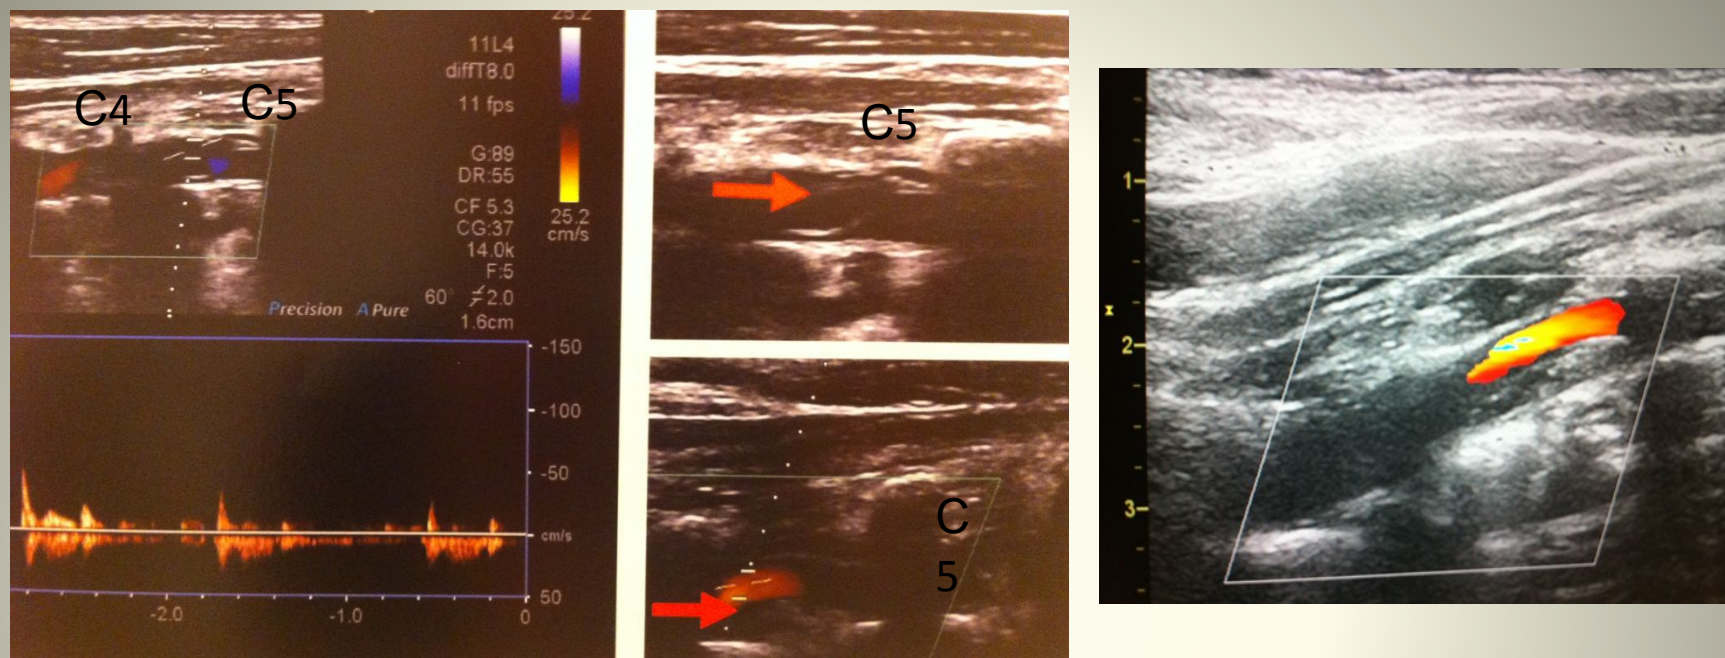 25.2
11L4
diffT8.0
11 fps
G:89
DR:55
CF 5.3
CG:37
14.0k
F:5
60° 2.0
1.6cm
25.2
cm/s
C4
C5
Precision A Pure
-150
-100
-50
cm/s
50
-2.0
-1.0
0
C5
C
5
1
2
3